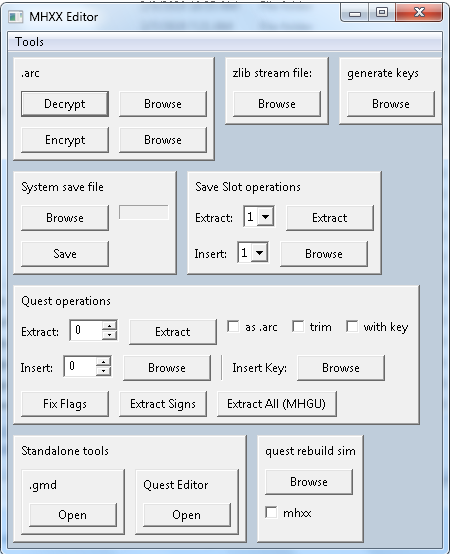 MHXX Editor
Tools
.arc
Decrypt
Browse
Encrypt
Browse
zlib stream file:
Browse
generate keys
Browse
System save file
Browse
Save
Save Slot operations
Extract: 1 Extract
Insert: 1 Browse
Quest operations
Extract: 0 Extract as .arc trim with key
Insert: 0 Browse Insert Key: Browse
Fix Flags Extract Signs Extract All (MHGU)
Standalone tools
.gmd
Open
Quest Editor
Open
quest rebuild sim
Browse
mhxx